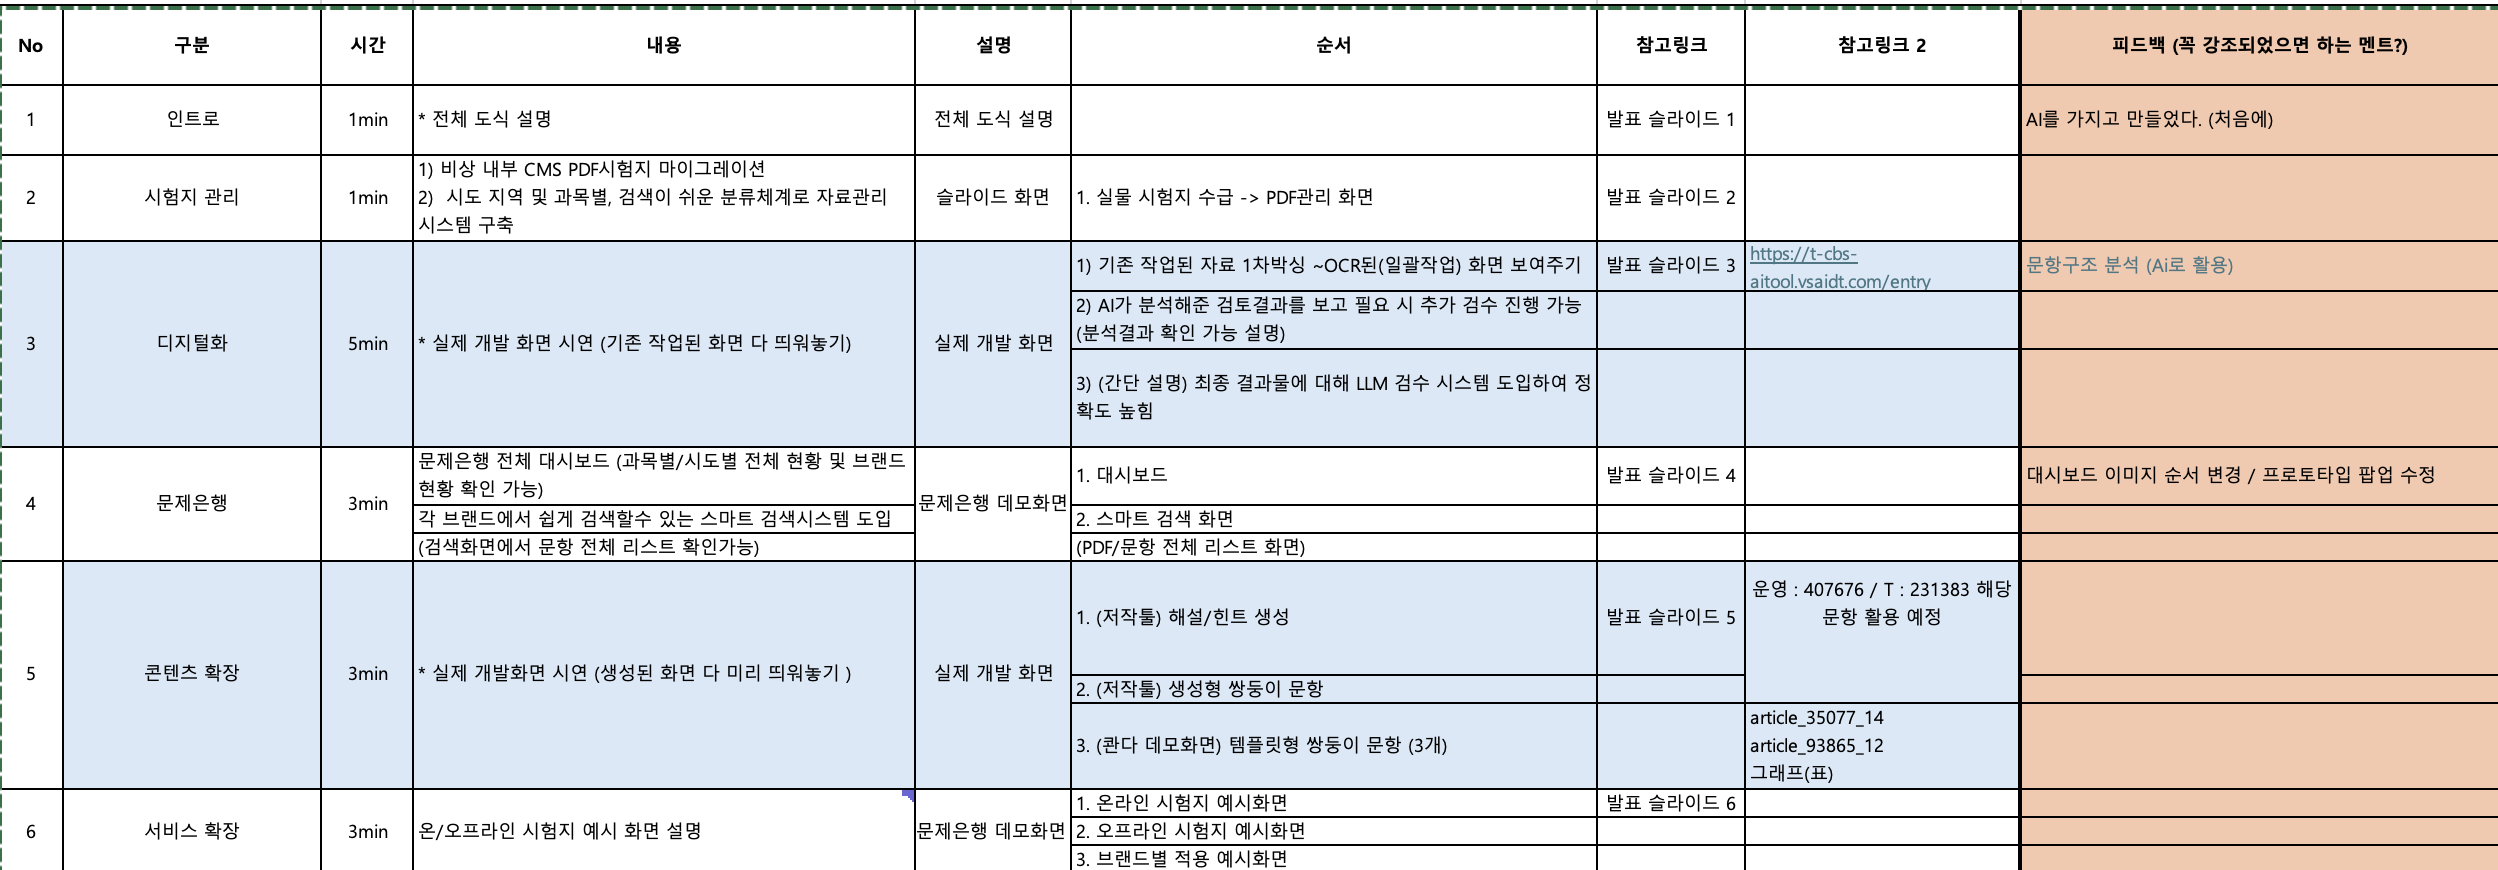 No 구분 시간 내용 설명 순서 참고링크 참고링크 2 피드백 (꼭 강조되었으면 하는 멘트?)
1 인트로 1min * 전체 도식 설명 전체 도식 설명 발표 슬라이드 1 AI를 가지고 만들었다. (처음에)
2 시험지 관리 1min
1) 비상 내부 CMS PDF시험지 마이그레이션
2) 시도 지역 및 과목별, 검색이 쉬운 분류체계로 자료관리
시스템 구축
슬라이드 화면 1. 실물 시험지 수급 -> PDF관리 화면 발표 슬라이드 2
3 디지털화 5min * 실제 개발 화면 시연 (기존 작업된 화면 다 띄워놓기) 실제 개발 화면
1) 기존 작업된 자료 1차박싱 ~OCR된(일괄작업) 화면 보여주기 발표 슬라이드 3
https://t-cbs-
aitool.vsaidt.com/entry
문항구조 분석 (Ai로 활용)
2) AI가 분석해준 검토결과를 보고 필요 시 추가 검수 진행 가능
(분석결과 확인 가능 설명)
3) (간단 설명) 최종 결과물에 대해 LLM 검수 시스템 도입하여 정
확도 높힘
4 문제은행 3min
문제은행 전체 대시보드 (과목별/시도별 전체 현황 및 브랜드
현황 확인 가능)
각 브랜드에서 쉽게 검색할수 있는 스마트 검색시스템 도입
(검색화면에서 문항 전체 리스트 확인가능)
문제은행 데모화면
1. 대시보드 발표 슬라이드 4 대시보드 이미지 순서 변경 / 프로토타입 팝업 수정
2. 스마트 검색 화면
(PDF/문항 전체 리스트 화면)
5 콘텐츠 확장 3min * 실제 개발화면 시연 (생성된 화면 다 미리 띄워놓기 ) 실제 개발 화면
1. (저작툴) 해설/힌트 생성 발표 슬라이드 5
운영 : 407676 / T : 231383 해당
문항 활용 예정
2. (저작툴) 생성형 쌍둥이 문항
3. (콴다 데모화면) 템플릿형 쌍둥이 문항 (3개)
article_35077_14
article_93865_12
그래프(표)
6 서비스 확장 3min 온/오프라인 시험지 예시 화면 설명 문제은행 데모화면
1. 온라인 시험지 예시화면 발표 슬라이드 6
2. 오프라인 시험지 예시화면
3. 브랜드별 적용 예시화면